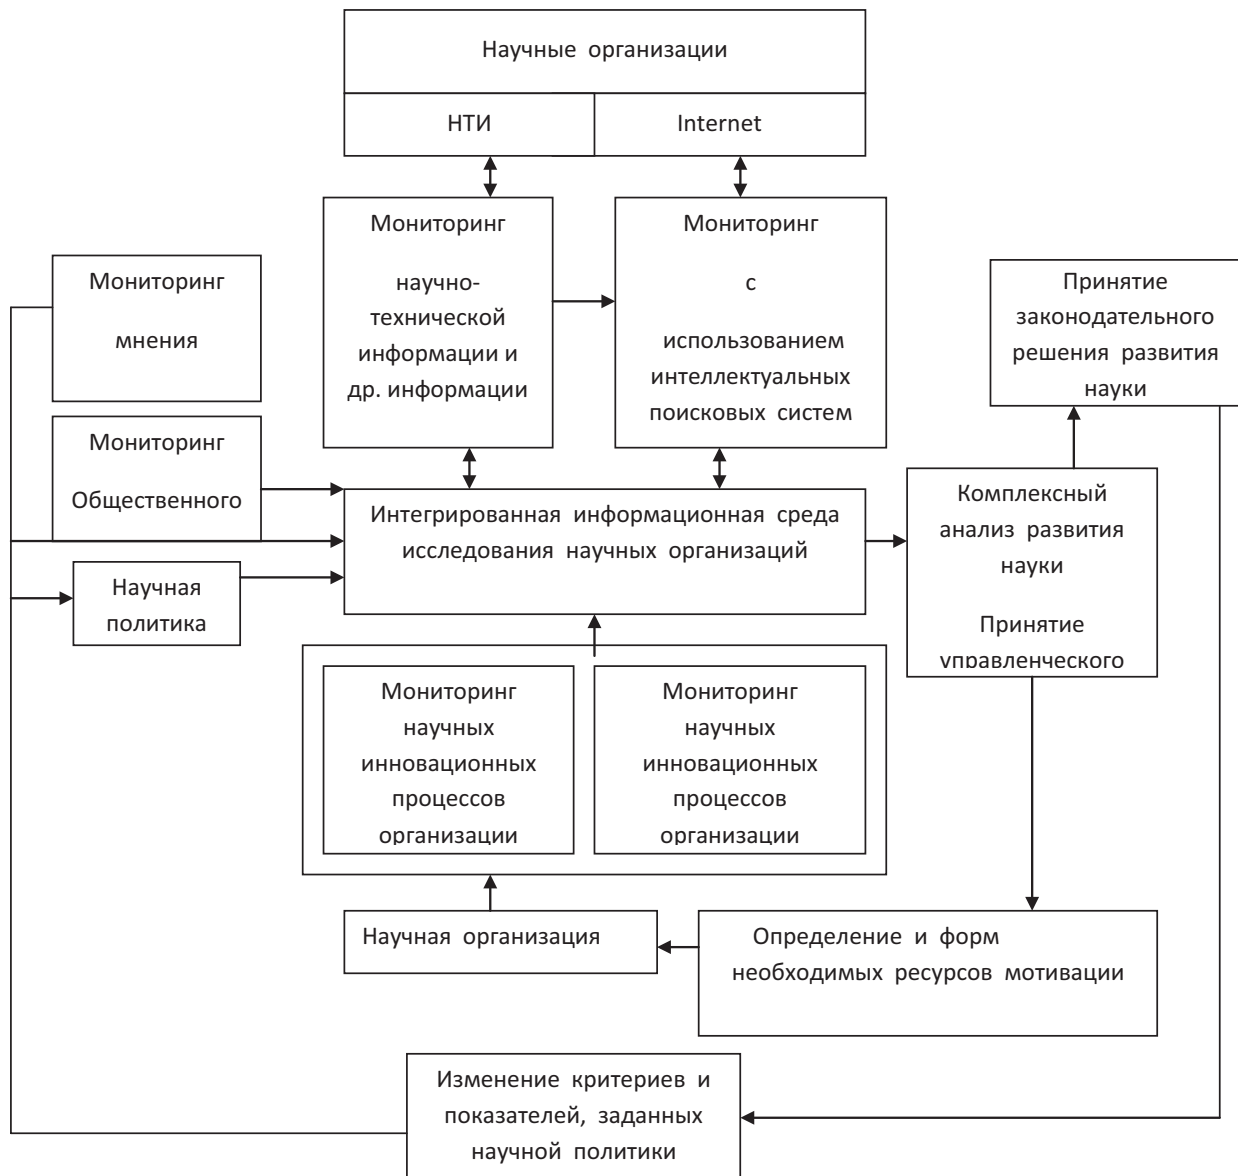 Научные организации
НТИ
Internet
Мониторинг
научно-
технической
информации и
др. информации
Мониторинг
с
использованием
интеллектуальных
поисковых систем
Мониторинг
мнения
Принятие
законодательного
решения развития
науки
Мониторинг
Общественного
Интегрированная информационная среда
исследования научных организаций
Комплексный
анализ развития
науки
Принятие
управленческого
Научная
политика
Мониторинг
научных
инновационных
процессов
организации
Мониторинг
научных
инновационных
процессов
организации
Научная организация
Определение и форм
необходимых ресурсов мотивации
Изменение критериев и
показателей, заданных
научной политики